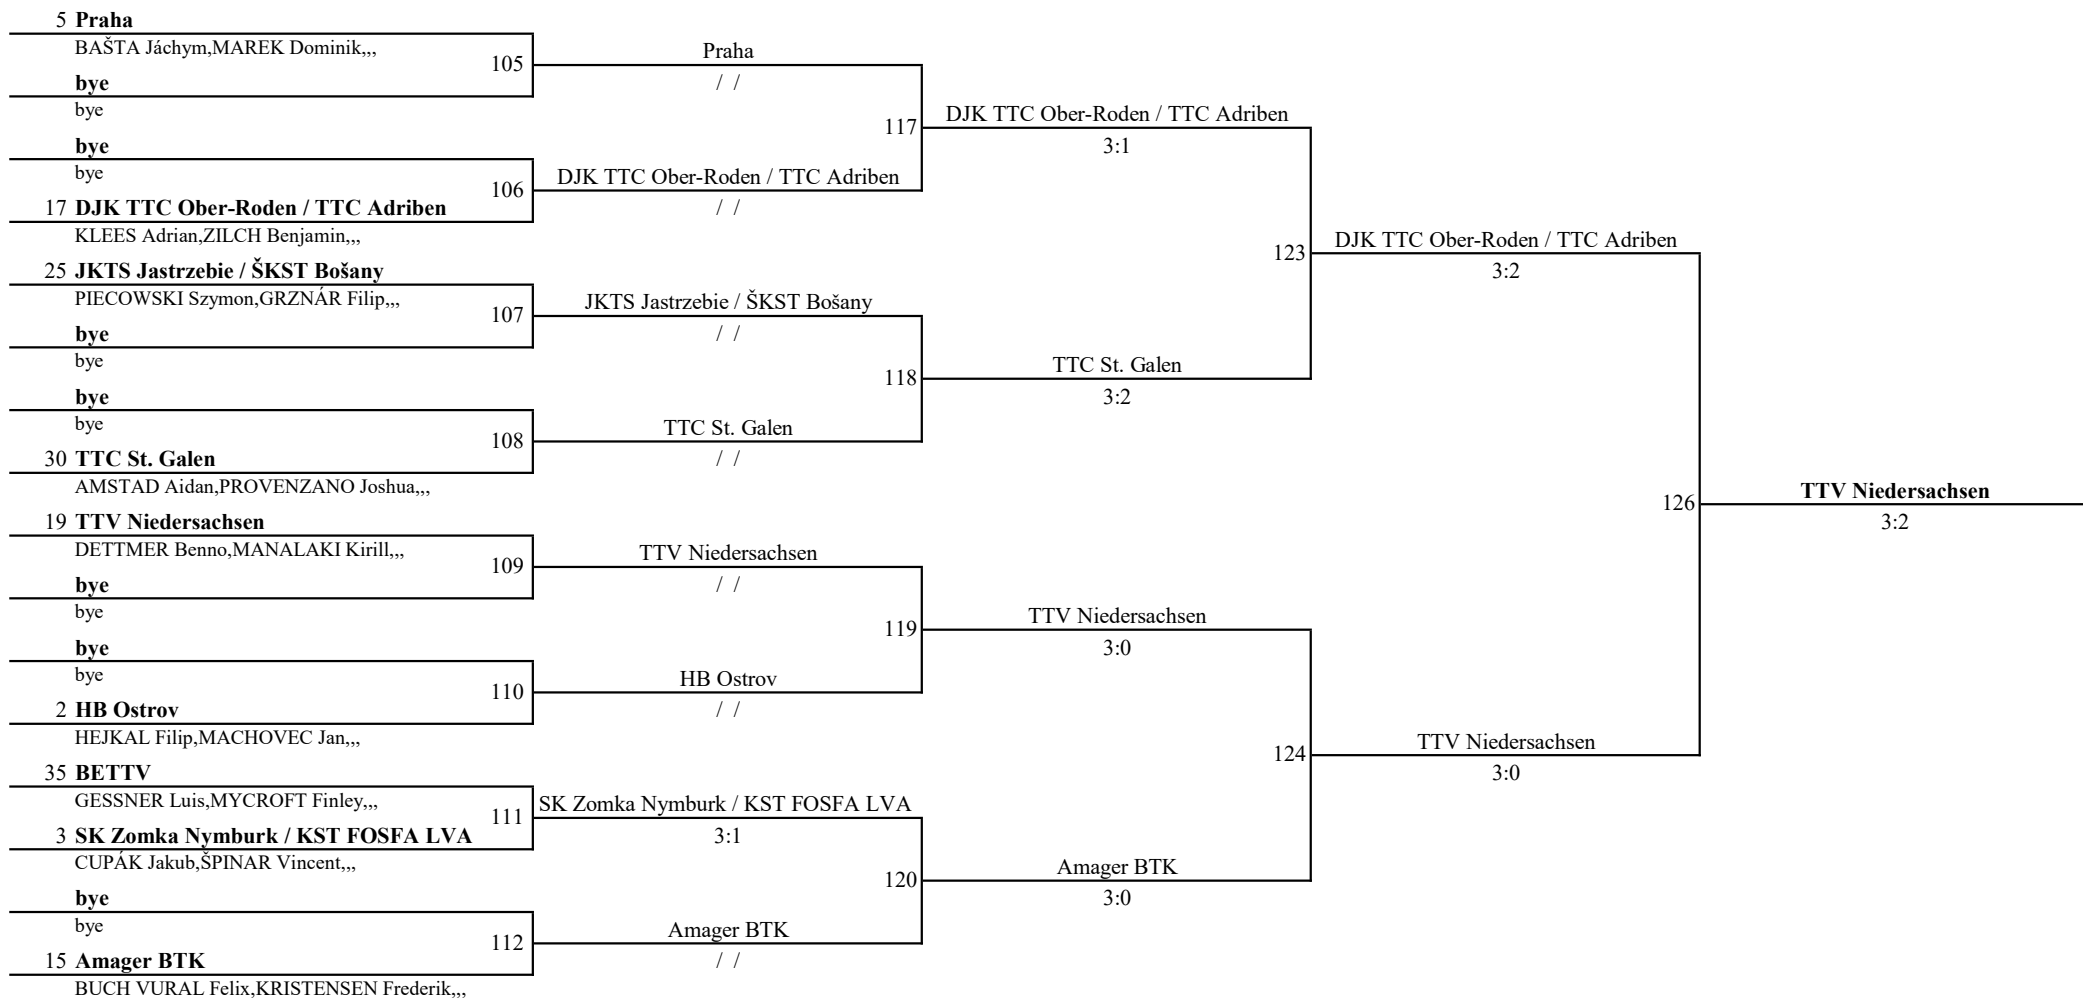 5 Praha
BAŠTA Jáchym,MAREK Dominik,,,
bye
bye
bye
bye
17 DJK TTC Ober-Roden / TTC Adriben
KLEES Adrian,ZILCH Benjamin,,,
25 JKTS Jastrzebie / ŠKST Bošany
PIECOWSKI Szymon,GRZNÁR Filip,,,
bye
bye
bye
bye
30 TTC St. Galen
AMSTAD Aidan,PROVENZANO Joshua,,,
19 TTV Niedersachsen
DETTMER Benno,MANALAKI Kirill,,,
bye
bye
bye
bye
2 HB Ostrov
HEJKAL Filip,MACHOVEC Jan,,,
35 BETTV
GESSNER Luis,MYCROFT Finley,,,
3 SK Zomka Nymburk / KST FOSFA LVA
CUPÁK Jakub,ŠPINAR Vincent,,,
bye
bye
15 Amager BTK
BUCH VURAL Felix,KRISTENSEN Frederik,,,
105
Praha
/ /
106
DJK TTC Ober-Roden / TTC Adriben
/ /
107
JKTS Jastrzebie / ŠKST Bošany
/ /
108
TTC St. Galen
/ /
109
TTV Niedersachsen
/ /
110
HB Ostrov
/ /
111
SK Zomka Nymburk / KST FOSFA LVA
3:1
112
Amager BTK
/ /
117
DJK TTC Ober-Roden / TTC Adriben
3:1
118
TTC St. Galen
3:2
119
TTV Niedersachsen
3:0
120
Amager BTK
3:0
123
DJK TTC Ober-Roden / TTC Adriben
3:2
124
TTV Niedersachsen
3:0
126
TTV Niedersachsen
3:2